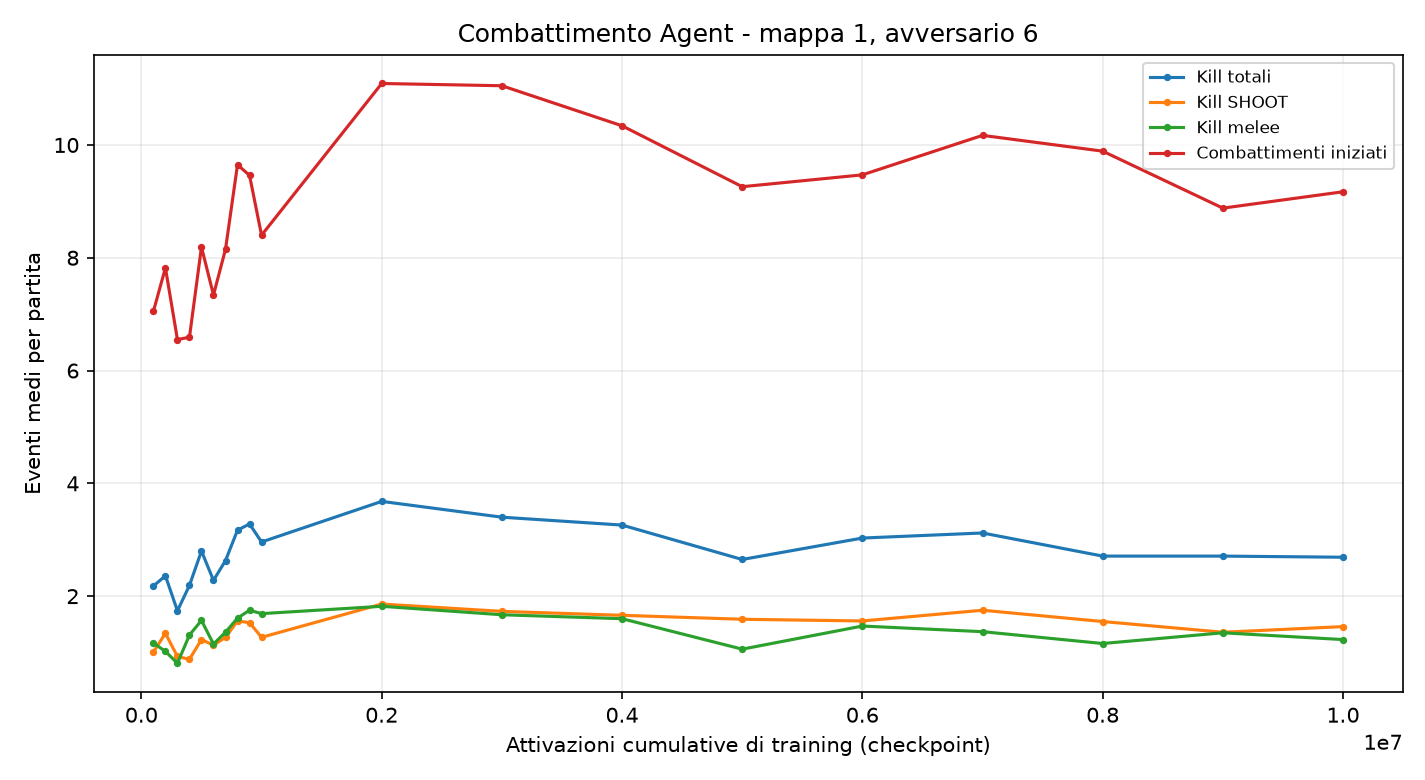 Combattimento Agent - mappa 1, avversario 6
Kill totali
Kill SHOOT
Kill melee
Combattimenti iniziati
Eventi medi per partita
10
8
6
4
2
0.0 0.2 0.4 0.6 0.8 1.0
1e7
Attivazioni cumulative di training (checkpoint)